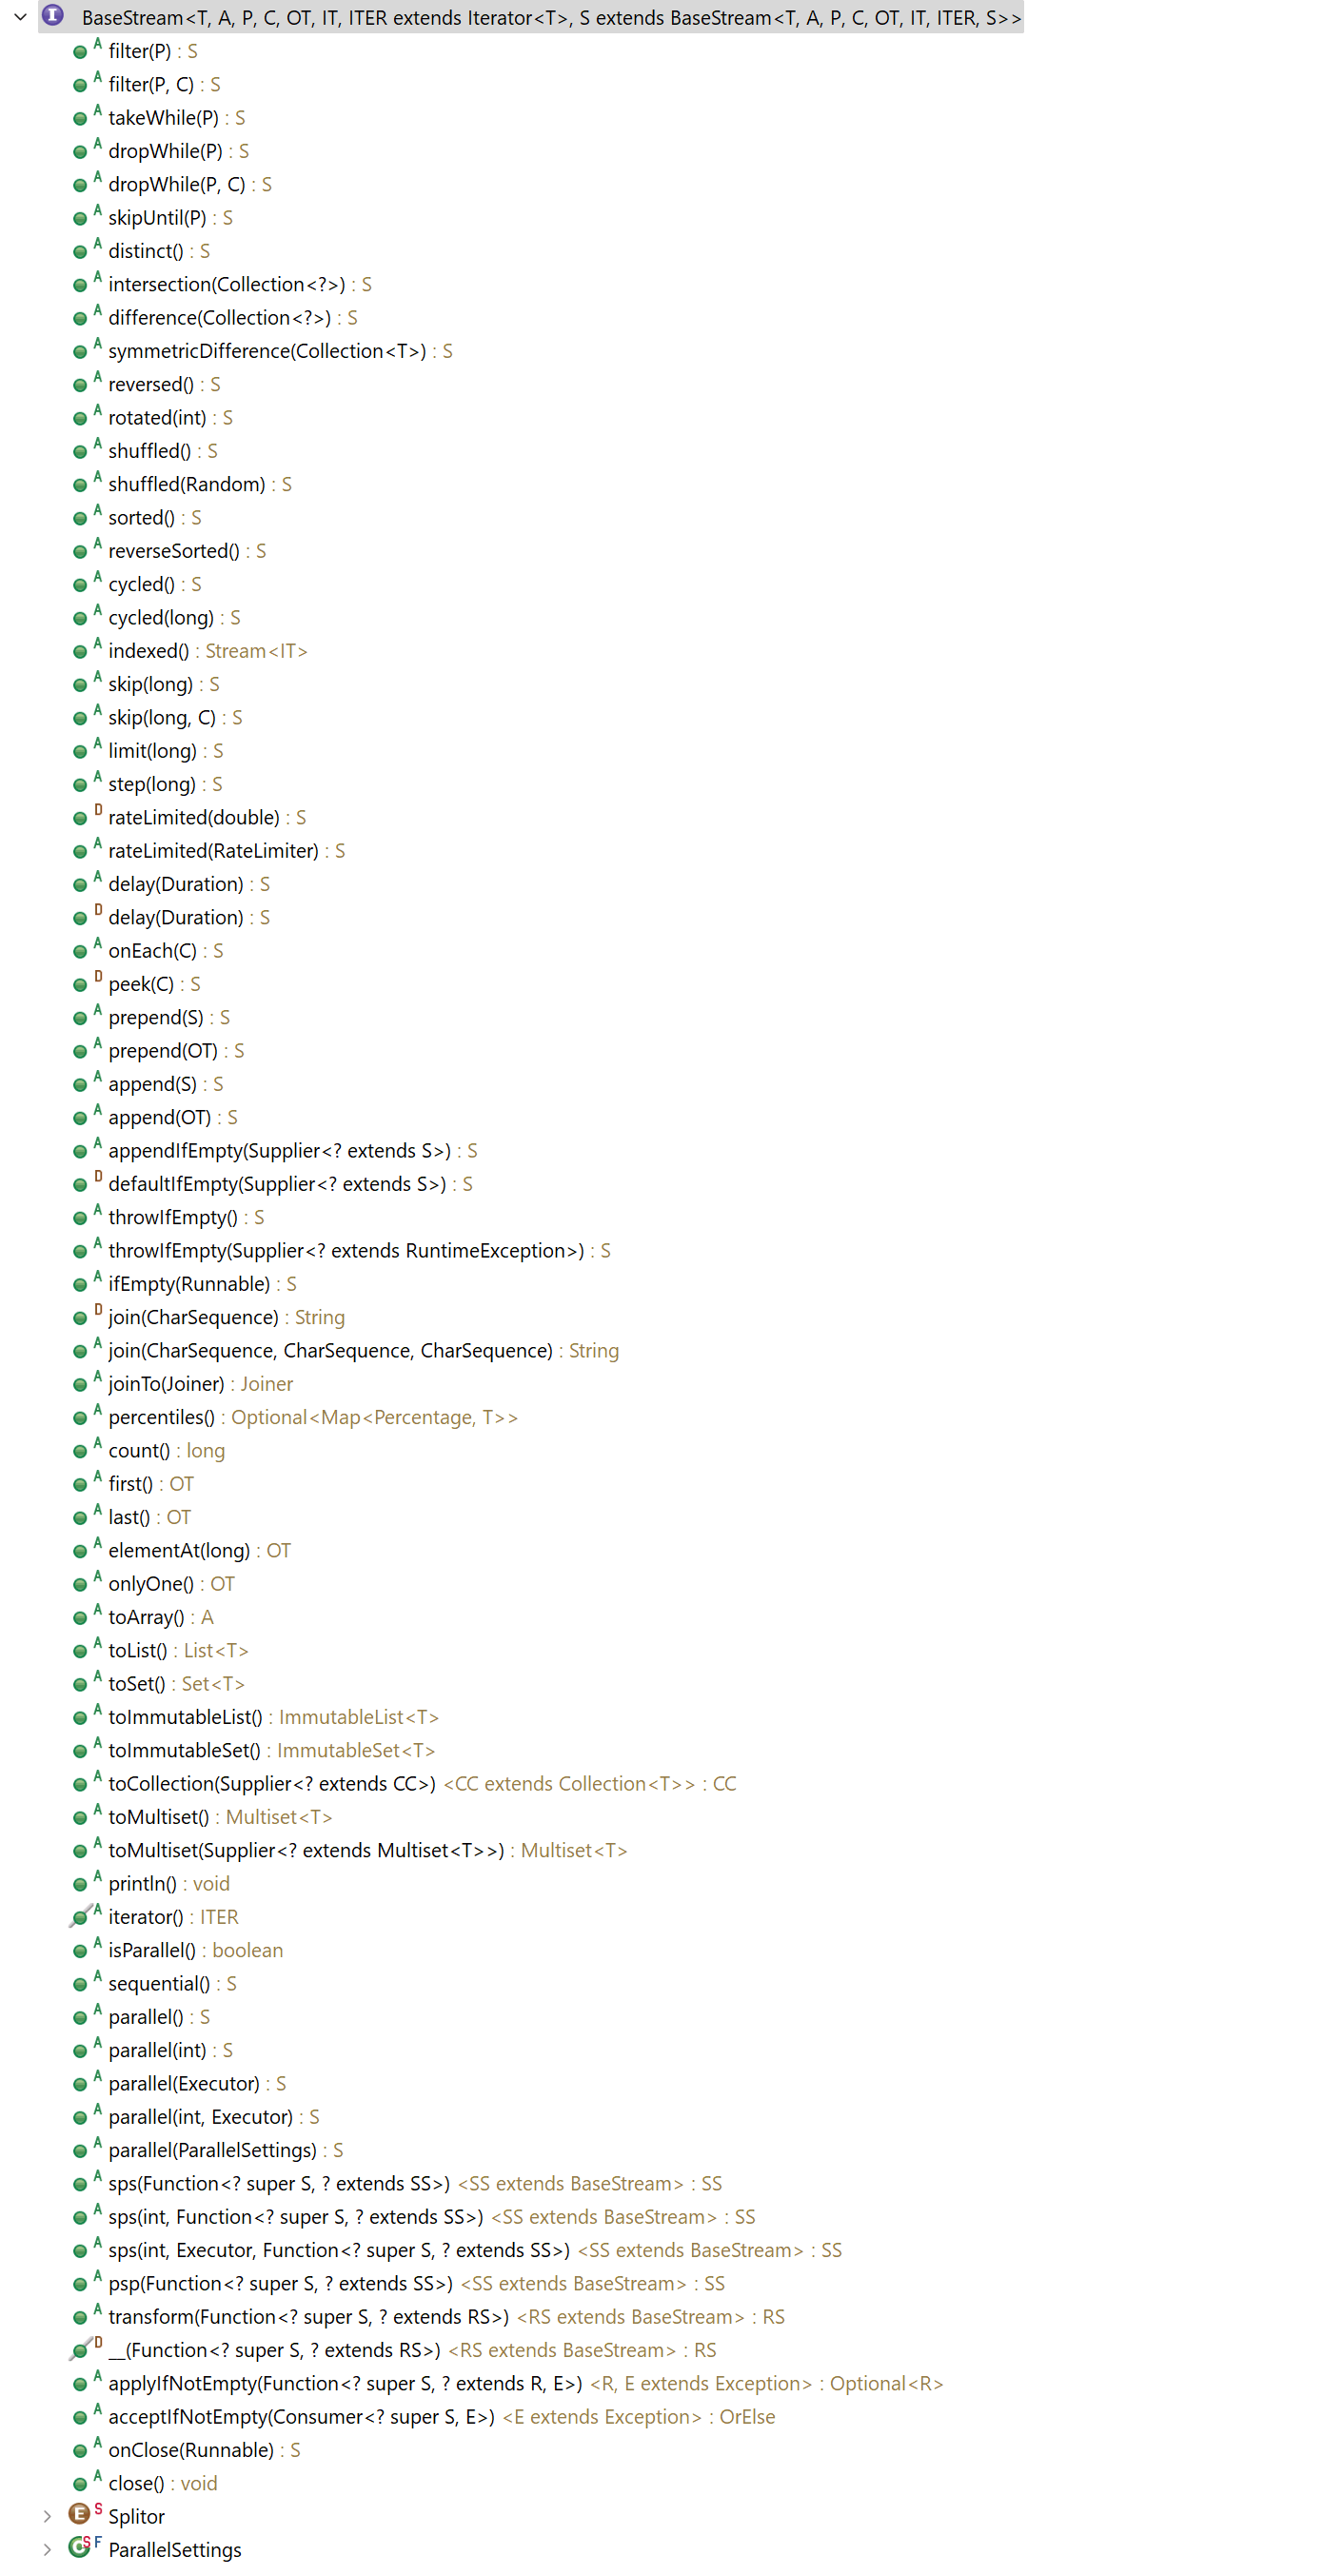 BaseStream<T, A, P, C, OT, IT, ITER extends Iterator<T>, S extends BaseStream<T, A, P, C, OT, IT, ITER, S>>
filter(P) : S
filter(P, C) : S
takeWhile(P) : S
dropWhile(P) : S
dropWhile(P, C) : S
skipUntil(P) : S
distinct() : S
intersection(Collection<?>) : S
difference(Collection<?>) : S
symmetricDifference(Collection<T>) : S
reversed() : S
rotated(int) : S
shuffled() : S
shuffled(Random) : S
sorted() : S
reverseSorted() : S
cycled() : S
cycled(long) : S
indexed() : Stream<IT>
skip(long) : S
skip(long, C) : S
limit(long) : S
step(long) : S
rateLimited(double) : S
rateLimited(RateLimiter) : S
delay(Duration) : S
delay(Duration) : S
onEach(C) : S
peek(C) : S
prepend(S) : S
prepend(OT) : S
append(S) : S
append(OT) : S
appendIfEmpty(Supplier<? extends S>) : S
defaultIfEmpty(Supplier<? extends S>) : S
throwIfEmpty() : S
throwIfEmpty(Supplier<? extends RuntimeException>) : S
ifEmpty(Runnable) : S
join(CharSequence) : String
join(CharSequence, CharSequence, CharSequence) : String
joinTo(Joiner) : Joiner
percentiles() : Optional<Map<Percentage, T>>
count() : long
first() : OT
last() : OT
elementAt(long) : OT
onlyOne() : OT
toArray() : A
toList() : List<T>
toSet() : Set<T>
toImmutableList() : ImmutableList<T>
toImmutableSet() : ImmutableSet<T>
toCollection(Supplier<? extends CC>) <CC extends Collection<T>> : CC
toMultiset() : Multiset<T>
toMultiset(Supplier<? extends Multiset<T>>) : Multiset<T>
println() : void
iterator() : ITER
isParallel() : boolean
sequential() : S
parallel() : S
parallel(int) : S
parallel(Executor) : S
parallel(int, Executor) : S
parallel(ParallelSettings) : S
sps(Function<? super S, ? extends SS>) <SS extends BaseStream> : SS
sps(int, Function<? super S, ? extends SS>) <SS extends BaseStream> : SS
sps(int, Executor, Function<? super S, ? extends SS>) <SS extends BaseStream> : SS
psp(Function<? super S, ? extends SS>) <SS extends BaseStream> : SS
transform(Function<? super S, ? extends RS>) <RS extends BaseStream> : RS
__(Function<? super S, ? extends RS>) <RS extends BaseStream> : RS
applyIfNotEmpty(Function<? super S, ? extends R, E>) <R, E extends Exception> : Optional<R>
acceptIfNotEmpty(Consumer<? super S, E>) <E extends Exception> : OrElse
onClose(Runnable) : S
close() : void
Splitor
ParallelSettings